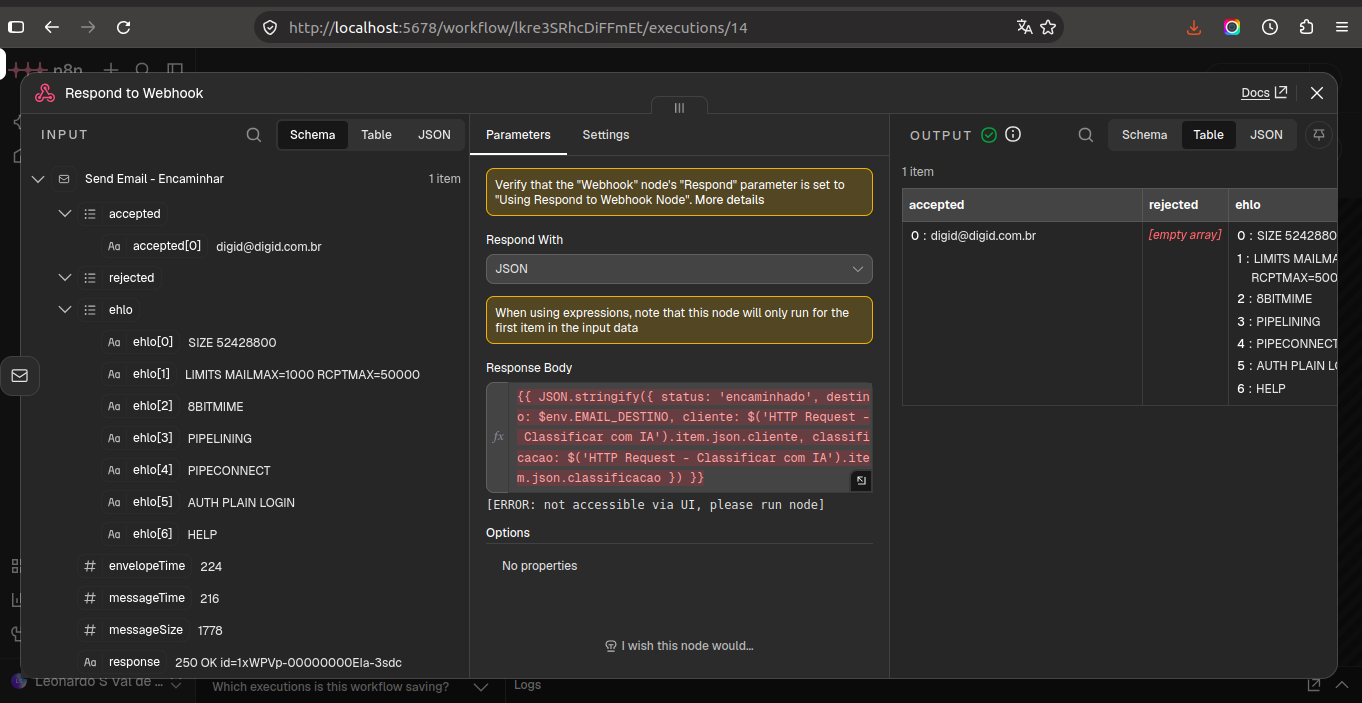 http://localhost:5678/workflow/lkre3SRhcDiFFmEt/executions/14
n8n
Respond to Webhook
Docs
INPUT
Schema
Table
JSON
Send Email - Encaminhar
1 item
accepted
accepted[0] digid@digid.com.br
rejected
ehlo
ehlo[0] SIZE 52428800
ehlo[1] LIMITS MAILMAX=1000 RCPTMAX=50000
ehlo[2] 8BITMIME
ehlo[3] PIPELINING
ehlo[4] PIPECONNECT
ehlo[5] AUTH PLAIN LOGIN
ehlo[6] HELP
envelopeTime 224
messageTime 216
messageSize 1778
response 250 OK id=1xWPVp-00000000EIa-3sdc
Parameters
Settings
Verify that the "Webhook" node's "Respond" parameter is set to
"Using Respond to Webhook Node". More details
Respond With
JSON
When using expressions, note that this node will only run for the
first item in the input data
Response Body
fx
{{ JSON.stringify({ status: 'encaminhado', destin
o: $env.EMAIL_DESTINO, cliente: $('HTTP Request -
Classificar com IA').item.json.cliente, classifi
cacao: $('HTTP Request - Classificar com IA').ite
m.json.classificacao }) }}
[ERROR: not accessible via UI, please run node]
Options
No properties
I wish this node would...
OUTPUT
Schema
Table
JSON
1 item
accepted rejected ehlo
0 : digid@digid.com.br
[empty array]
0 : SIZE 52428800
1 : LIMITS MAILMA
RCPTMAX=500
2 : 8BITMIME
3 : PIPELINING
4 : PIPECONNECT
5 : AUTH PLAIN LO
6 : HELP
Leonardo S Val de ...
Which executions is this workflow saving?
Logs